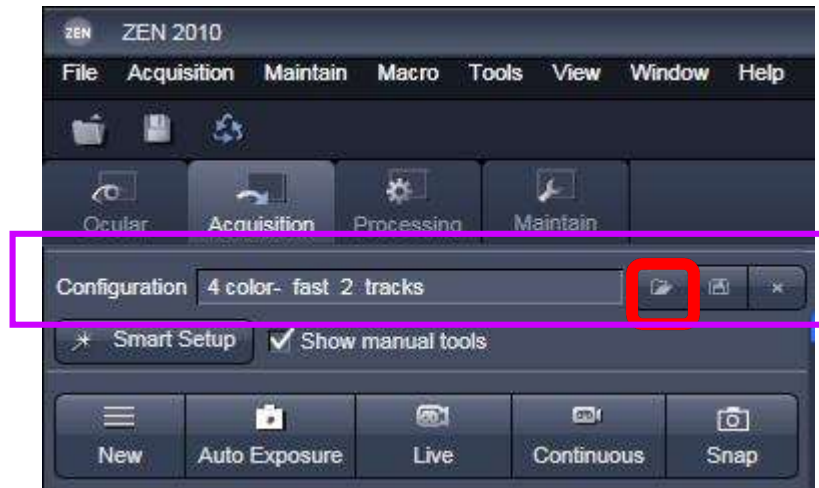 ZEN ZEN 2010
File Acquisition Maintain Macro Tools View Window Help
Ocular Acquisition Processing Maintain
Configuration 4 color- fast 2 tracks
Smart Setup Show manual tools
New Auto Exposure Live Continuous Snap